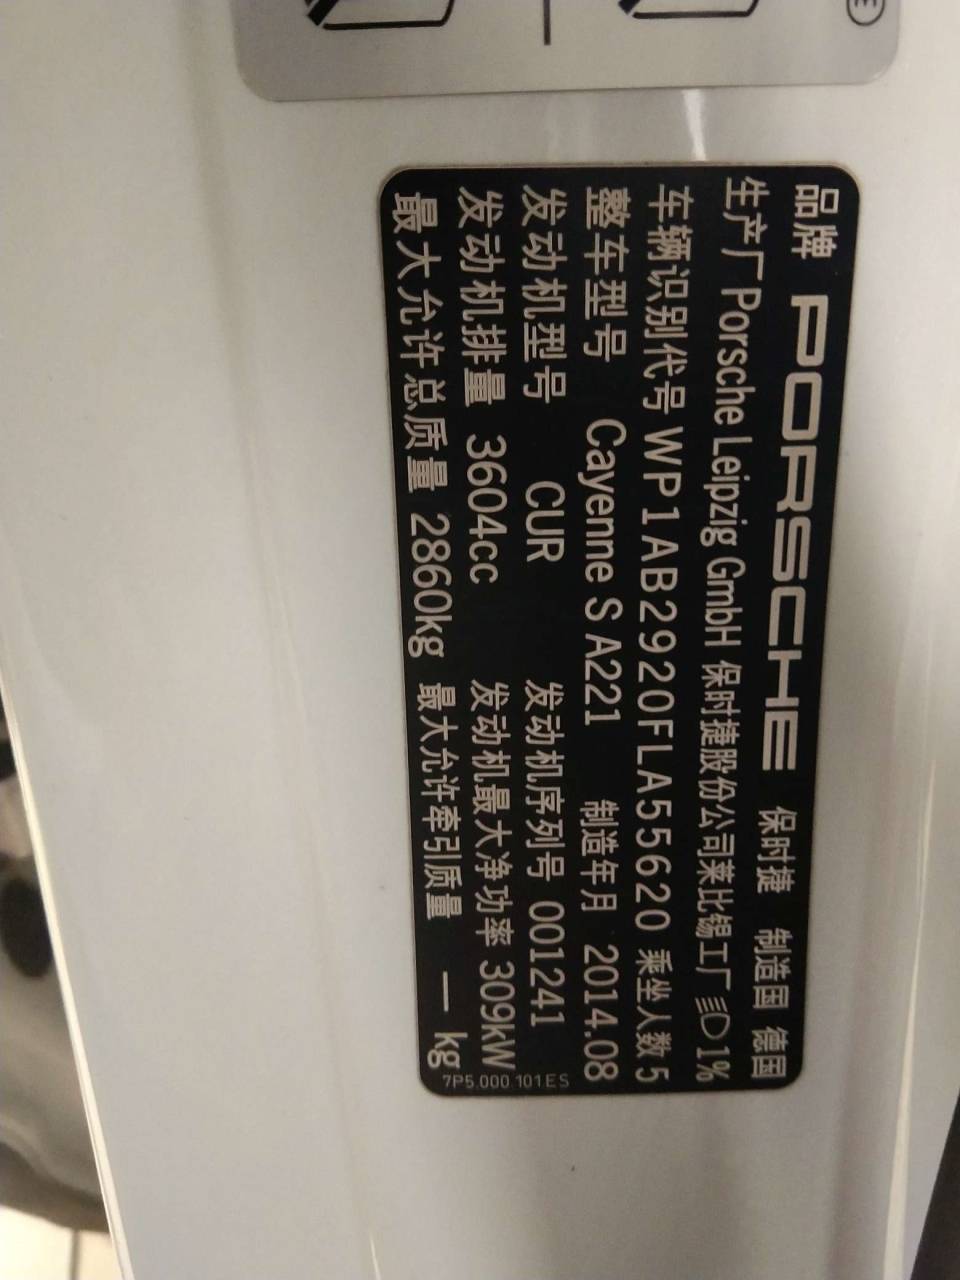 品牌 PORSCHE 保时捷 制造国 德国
生产厂 Porsche Leipzig GmbH 保时捷股份公司莱比锡工厂 1%
车辆识别代号 WP1AB2920FLA55620 乘坐人数 5
整车型号 Cayenne S A221 制造年月 2014.08
发动机型号 CUR 发动机序列号 001241
发动机排量 3604cc 发动机最大净功率 309kW
最大允许总质量 2860kg 最大允许牵引质量 — kg
7P5.000.101ES